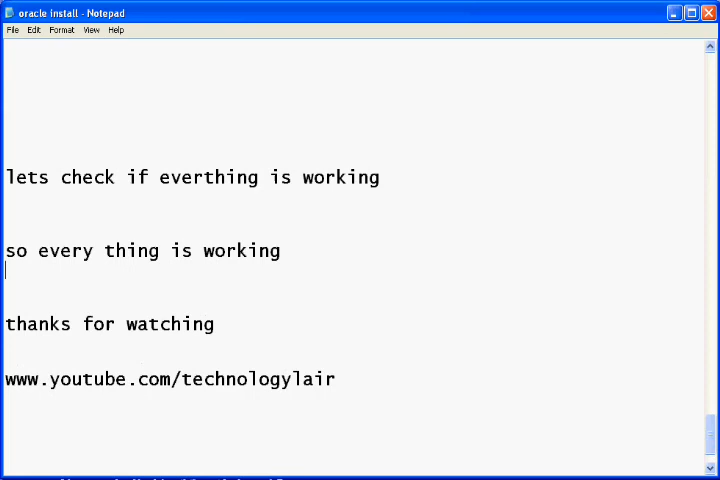 oracle install - Notepad
File Edit Format View Help
lets check if everthing is working
so every thing is working
thanks for watching
www.youtube.com/technologylair